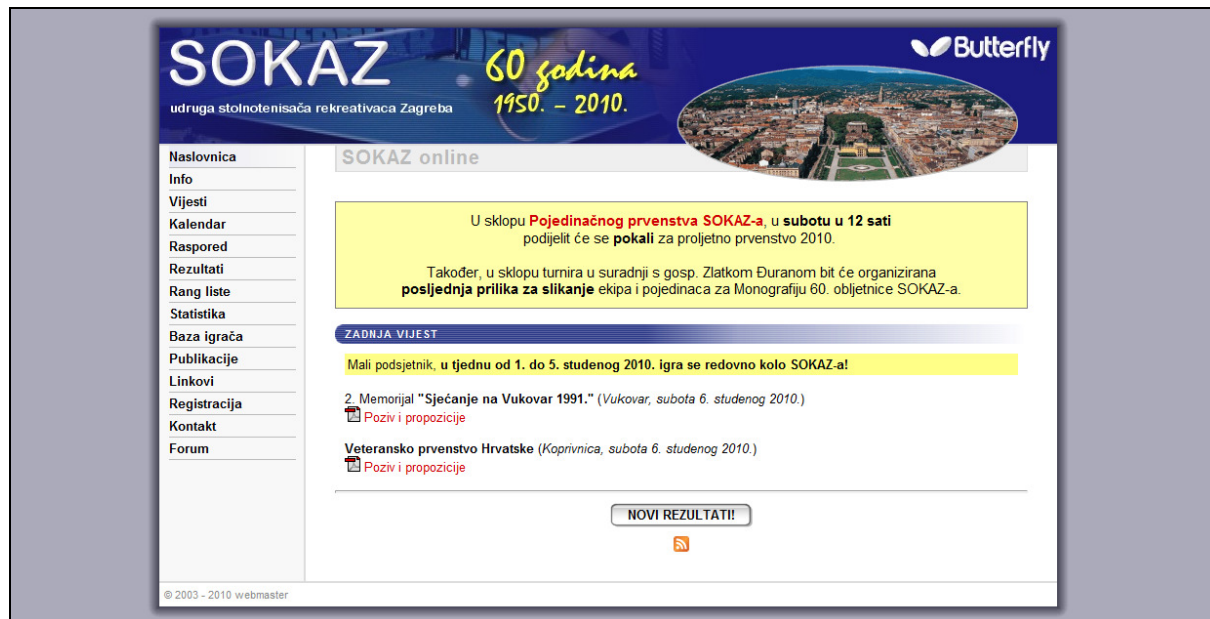 SOKAZ
60 godina
1950. – 2010.
Butterfly
udruga stolnotenisača rekreativaca Zagreba
SOKAZ online
Naslovnica
Info
Vijesti
Kalendar
Raspored
Rezultati
Rang liste
Statistika
Baza igrača
Publikacije
Linkovi
Registracija
Kontakt
Forum
U sklopu Pojedinačnog prvenstva SOKAZ-a, u subotu u 12 sati
podijelit će se pokali za proljetno prvenstvo 2010.
Također, u sklopu turnira u suradnji s gosp. Zlatkom Đuranom bit će organizirana
posljednja prilika za slikanje ekipa i pojedinaca za Monografiju 60. obljetnice SOKAZ-a.
ZADNJA VIJEST
Mali podsjetnik, u tjednu od 1. do 5. studenog 2010. igra se redovno kolo SOKAZ-a!
2. Memorijal "Sjećanje na Vukovar 1991." (Vukovar, subota 6. studenog 2010.)
Poziv i propozicije
Veteransko prvenstvo Hrvatske (Koprivnica, subota 6. studenog 2010.)
Poziv i propozicije
NOVI REZULTATI!
© 2003 - 2010 webmaster